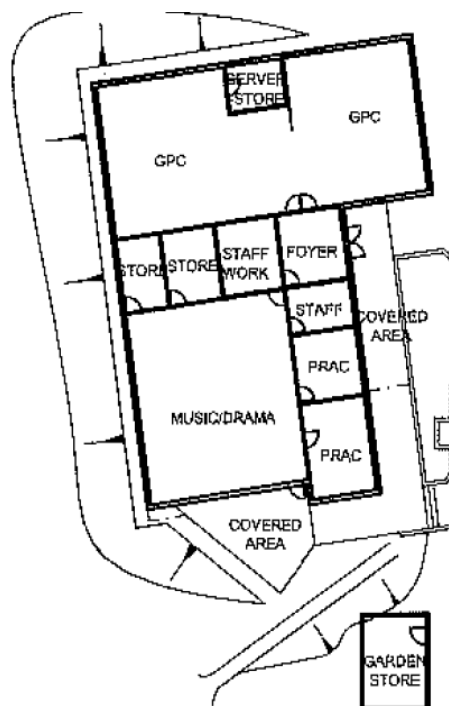 SERVER
STORE
GPC
GPC
STORE
STORE
STAFF
WORK
FOYER
STAFF
COVERED
AREA
PRAC
MUSIC/DRAMA
PRAC
COVERED
AREA
GARDEN
STORE